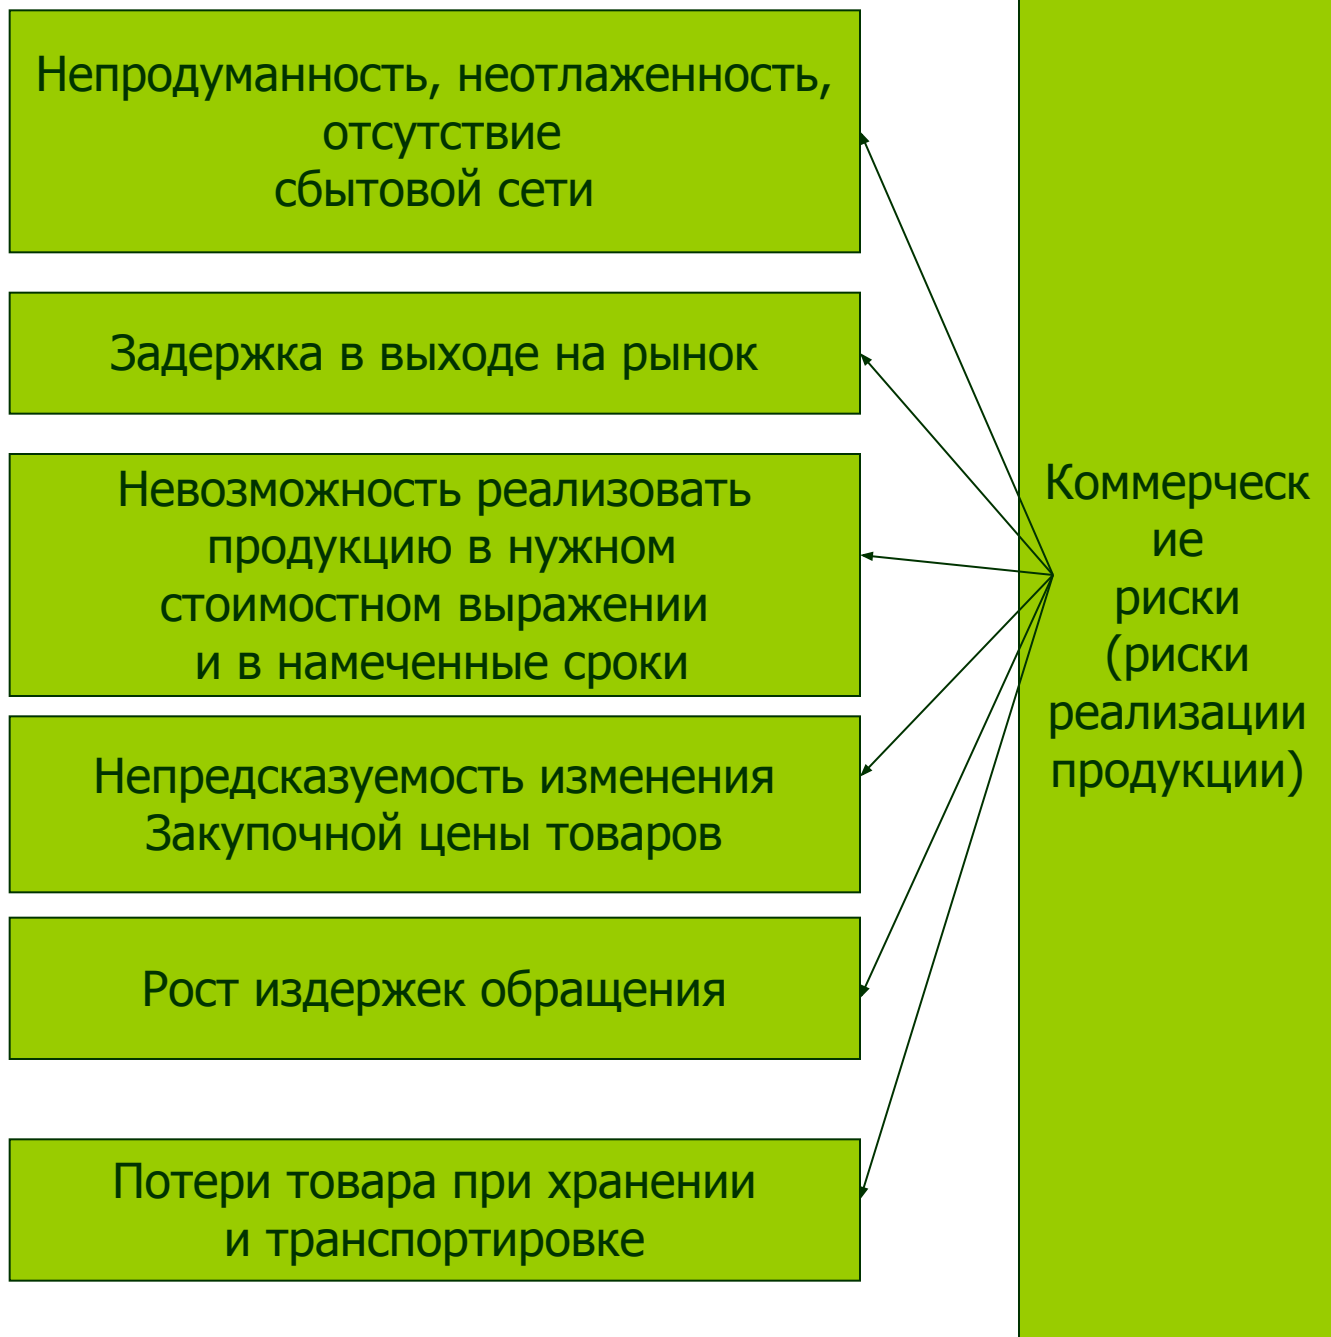 Непродуманность, неотлаженность,
отсутствие
сбытовой сети
Задержка в выходе на рынок
Невозможность реализовать
продукцию в нужном
стоимостном выражении
и в намеченные сроки
Непредсказуемость изменения
Закупочной цены товаров
Рост издержек обращения
Потери товара при хранении
и транспортировке
Коммерческ
ие
риски
(риски
реализации
продукции)